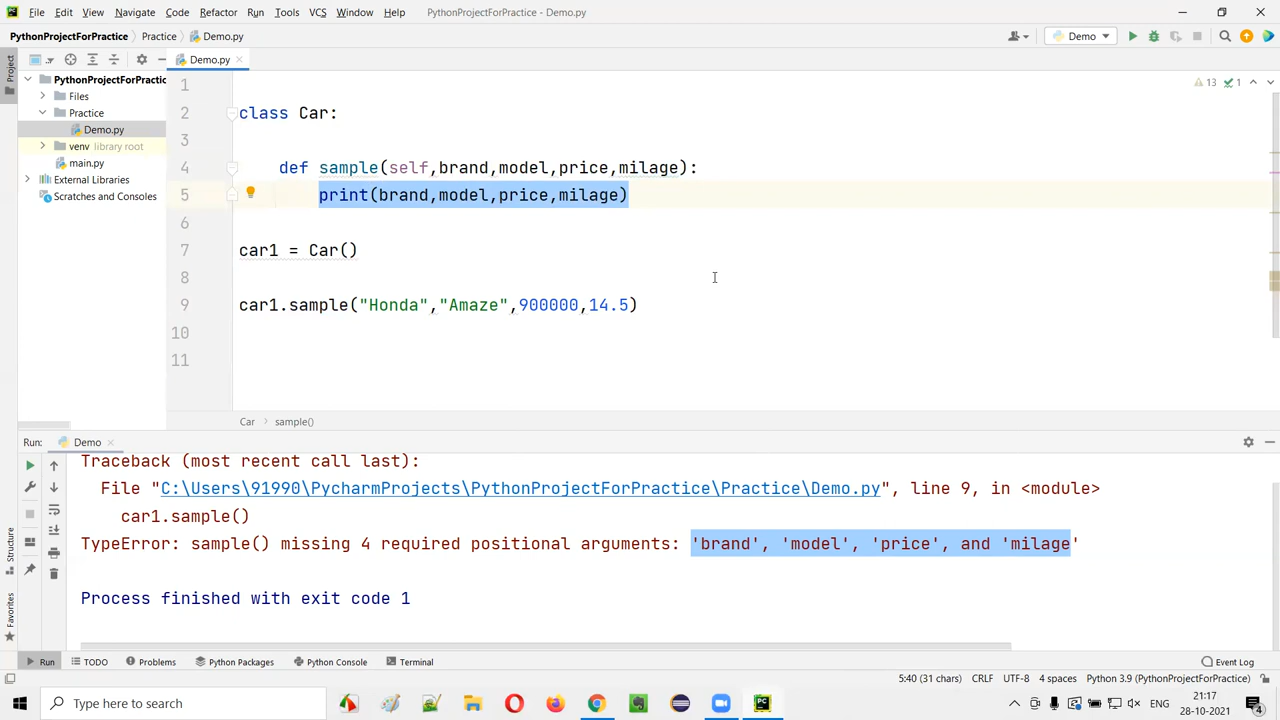 File Edit View Navigate Code Refactor Run Tools VCS Window Help PythonProjectForPractice - Demo.py
PythonProjectForPractice Practice Demo.py Demo
Project
PythonProjectForPractic
Files
Practice
Demo.py
venv library root
main.py
External Libraries
Scratches and Consoles
Demo.py
13 1
1
2 class Car:
3
4 def sample(self,brand,model,price,milage):
5 print(brand,model,price,milage)
6
7 car1 = Car()
8
9 car1.sample("Honda","Amaze",900000,14.5)
10
11
Car sample()
Run: Demo
Traceback (most recent call last):
File "C:\Users\91990\PycharmProjects\PythonProjectForPractice\Practice\Demo.py", line 9, in <module>
car1.sample()
TypeError: sample() missing 4 required positional arguments: 'brand', 'model', 'price', and 'milage'
Process finished with exit code 1
Structure
Favorites
Run TODO Problems Python Packages Python Console Terminal Event Log
5:40 (31 chars) CRLF UTF-8 4 spaces Python 3.9 (PythonProjectForPractice)
Type here to search
ENG
21:17
28-10-2021
4